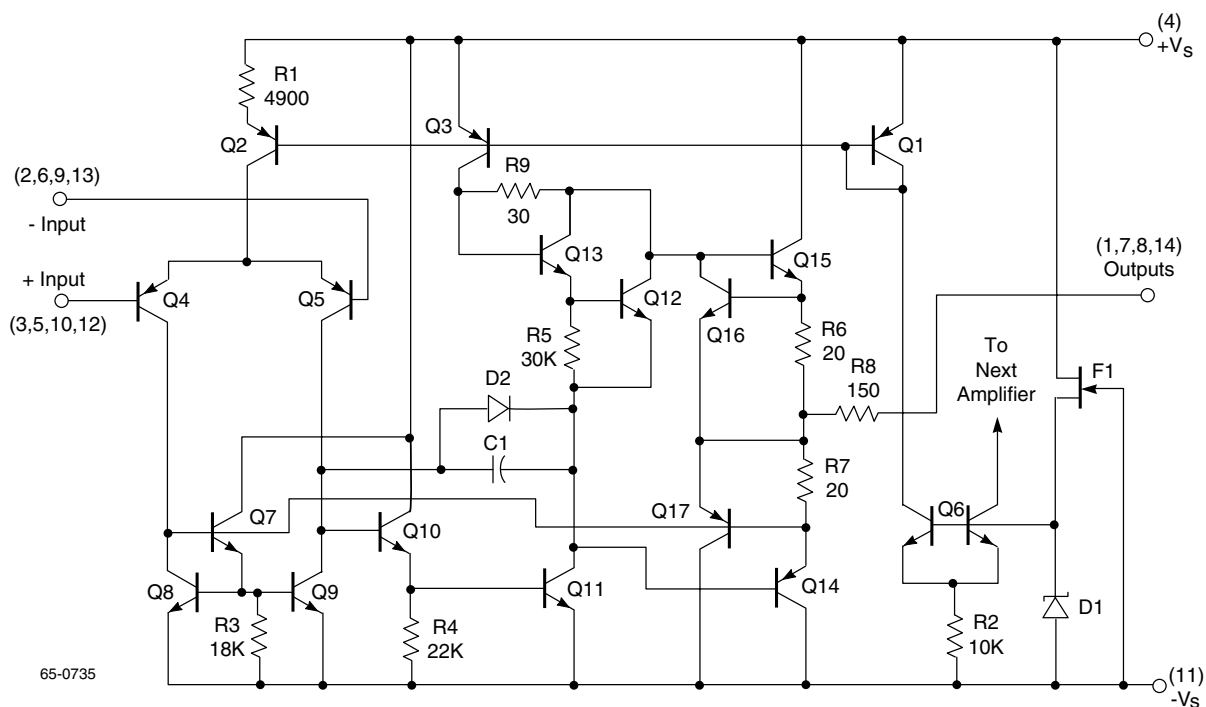 (4)
+Vs
R1
4900
Q2
Q3
Q1
R9
30
(2,6,9,13)
- Input
Q13
Q15
(1,7,8,14)
Outputs
+ Input
(3,5,10,12)
Q4
Q5
Q12
Q16
R5
30K
R6
20
R8
150
To
Next
Amplifier
F1
D2
C1
R7
20
Q7
Q10
Q17
Q6
Q8
Q9
Q11
Q14
D1
R3
18K
R4
22K
R2
10K
65-0735
(11)
-Vs